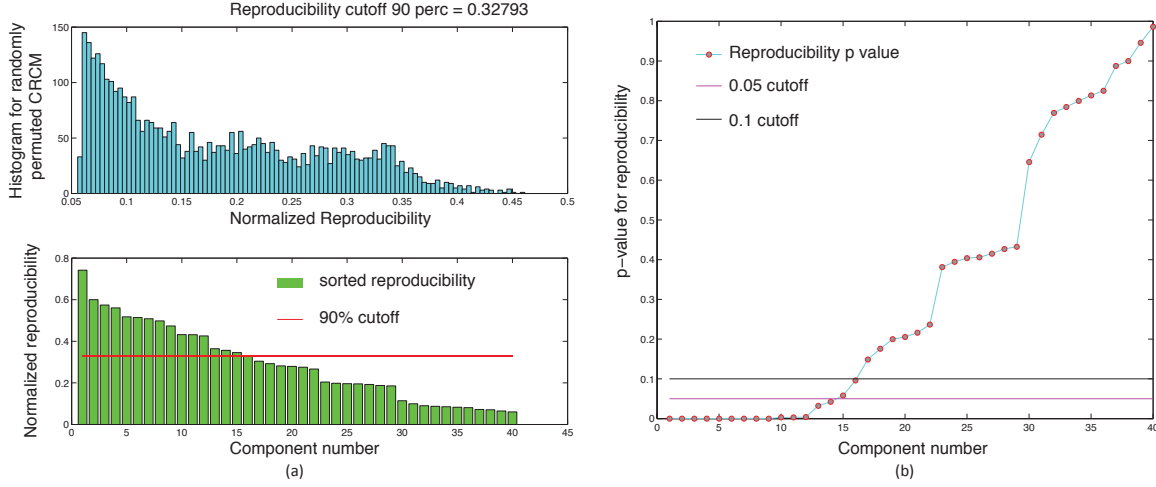 Reproducibility cutoff 90 perc = 0.32793
Histogram for randomly
permuted CRCM
150
100
50
0
0.05 0.1 0.15 0.2 0.25 0.3 0.35 0.4 0.45 0.5
Normalized Reproducibility
Normalized reproducibility
0.8
0.6
0.4
0.2
0
sorted reproducibility
90% cutoff
0 5 10 15 20 25 30 35 40 45
Component number
(a)
p-value for reproducibility
1
0.9
0.8
0.7
0.6
0.5
0.4
0.3
0.2
0.1
0
Reproducibility p value
0.05 cutoff
0.1 cutoff
0 5 10 15 20 25 30 35 40
Component number
(b)